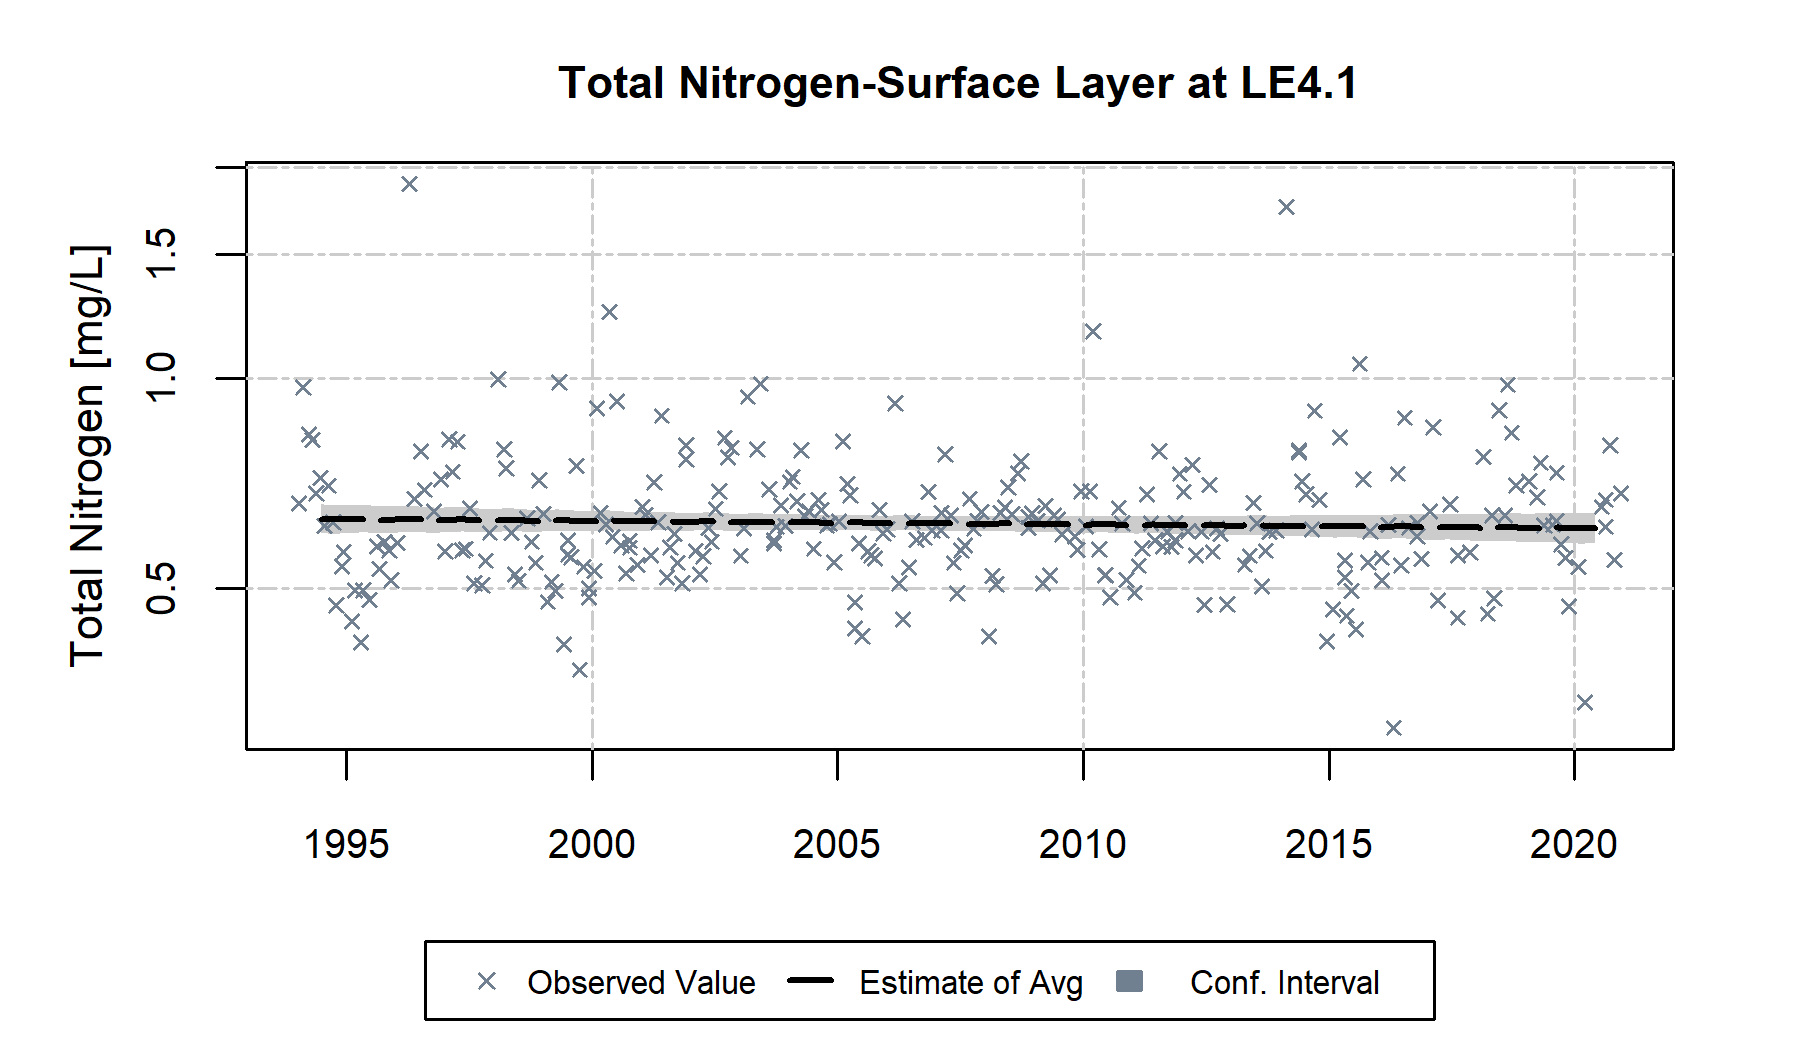 Total Nitrogen-Surface Layer at LE4.1
Total Nitrogen [mg/L]
1.5
1.0
0.5
1995 2000 2005 2010 2015 2020
Observed Value Estimate of Avg Conf. Interval